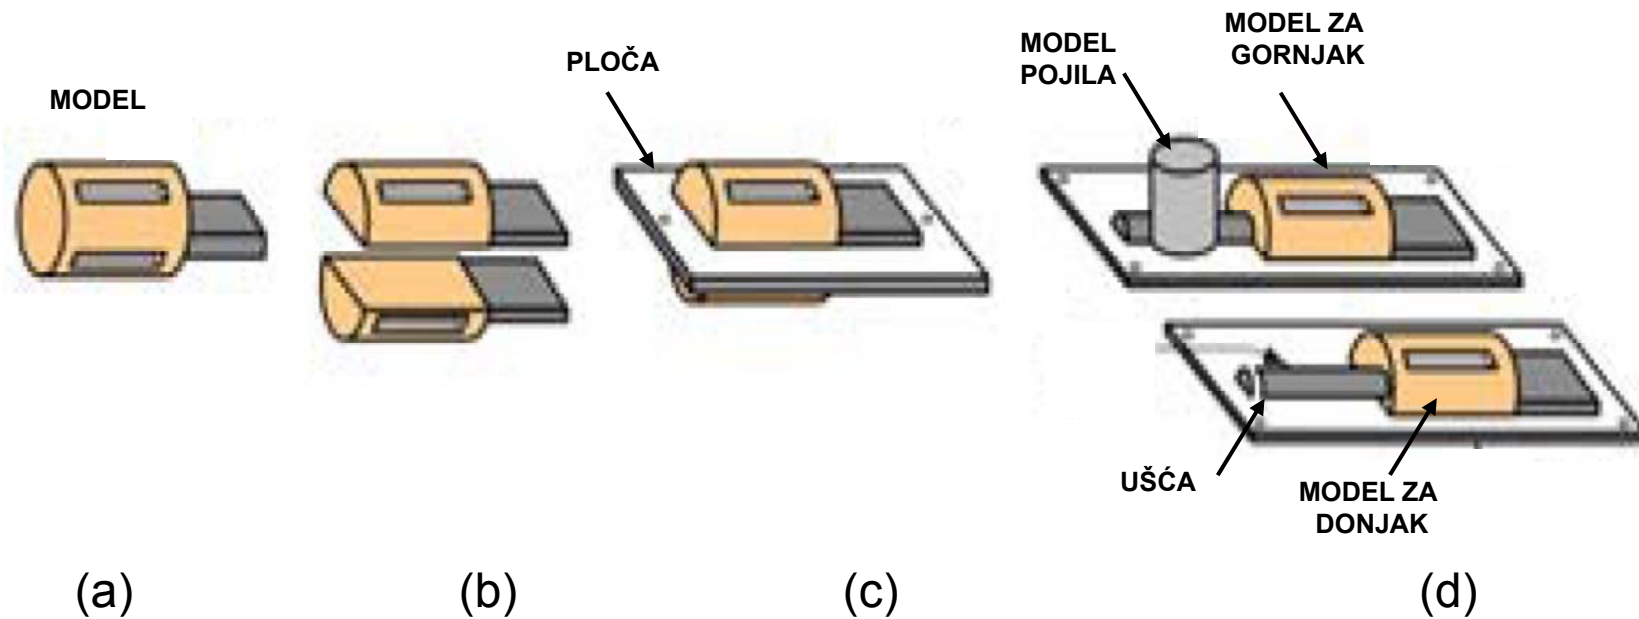 MODEL
PLOČA
MODEL
POJILA
MODEL ZA
GORNJAK
UŠĆA
MODEL ZA
DONJAK
(a)
(b)
(c)
(d)